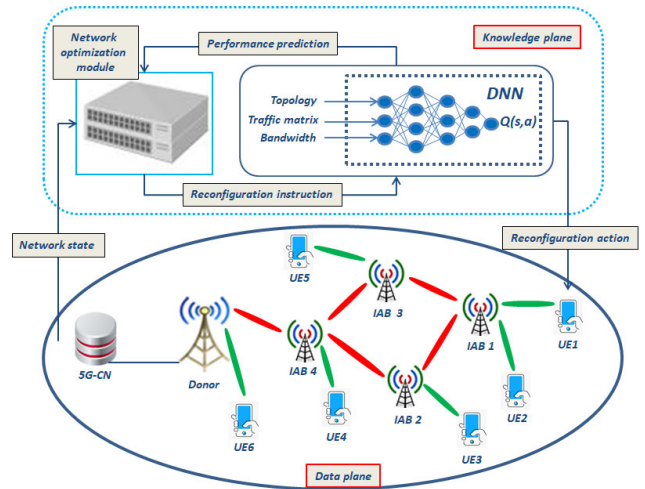 Network
optimization
module
Performance prediction
Knowledge plane
DNN
Topology
Traffic matrix
Bandwidth
Q(s,a)
Reconfiguration instruction
Network state
Reconfiguration action
UE5
IAB 3
IAB 1
UE1
5G-CN
Donor
IAB 4
IAB 2
UE2
UE6
UE4
UE3
Data plane